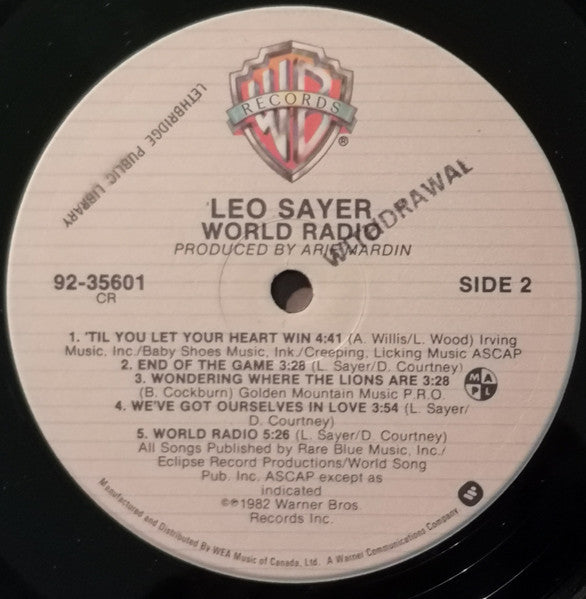 WB
RECORDS
®
LETHBRIDGE PUBLIC LIBRARY
WITHDRAWAL
LEO SAYER
WORLD RADIO
PRODUCED BY ARIF MARDIN
92-35601
CR
SIDE 2
1. 'TIL YOU LET YOUR HEART WIN 4:41 (A. Willis/L. Wood) Irving
Music, Inc./Baby Shoes Music, Ink./Creeping, Licking Music ASCAP
2. END OF THE GAME 3:28 (L. Sayer/D. Courtney)
3. WONDERING WHERE THE LIONS ARE 3:28
(B. Cockburn) Golden Mountain Music P.R.O.
M A P L
4. WE'VE GOT OURSELVES IN LOVE 3:54 (L. Sayer/
D. Courtney)
5. WORLD RADIO 5:26 (L. Sayer/D. Courtney)
All Songs Published by Rare Blue Music, Inc./
Eclipse Record Productions/World Song
Pub. Inc. ASCAP except as
indicated
©℗1982 Warner Bros.
Records Inc.
Manufactured and Distributed By WEA Music of Canada, Ltd. A Warner Communications Company